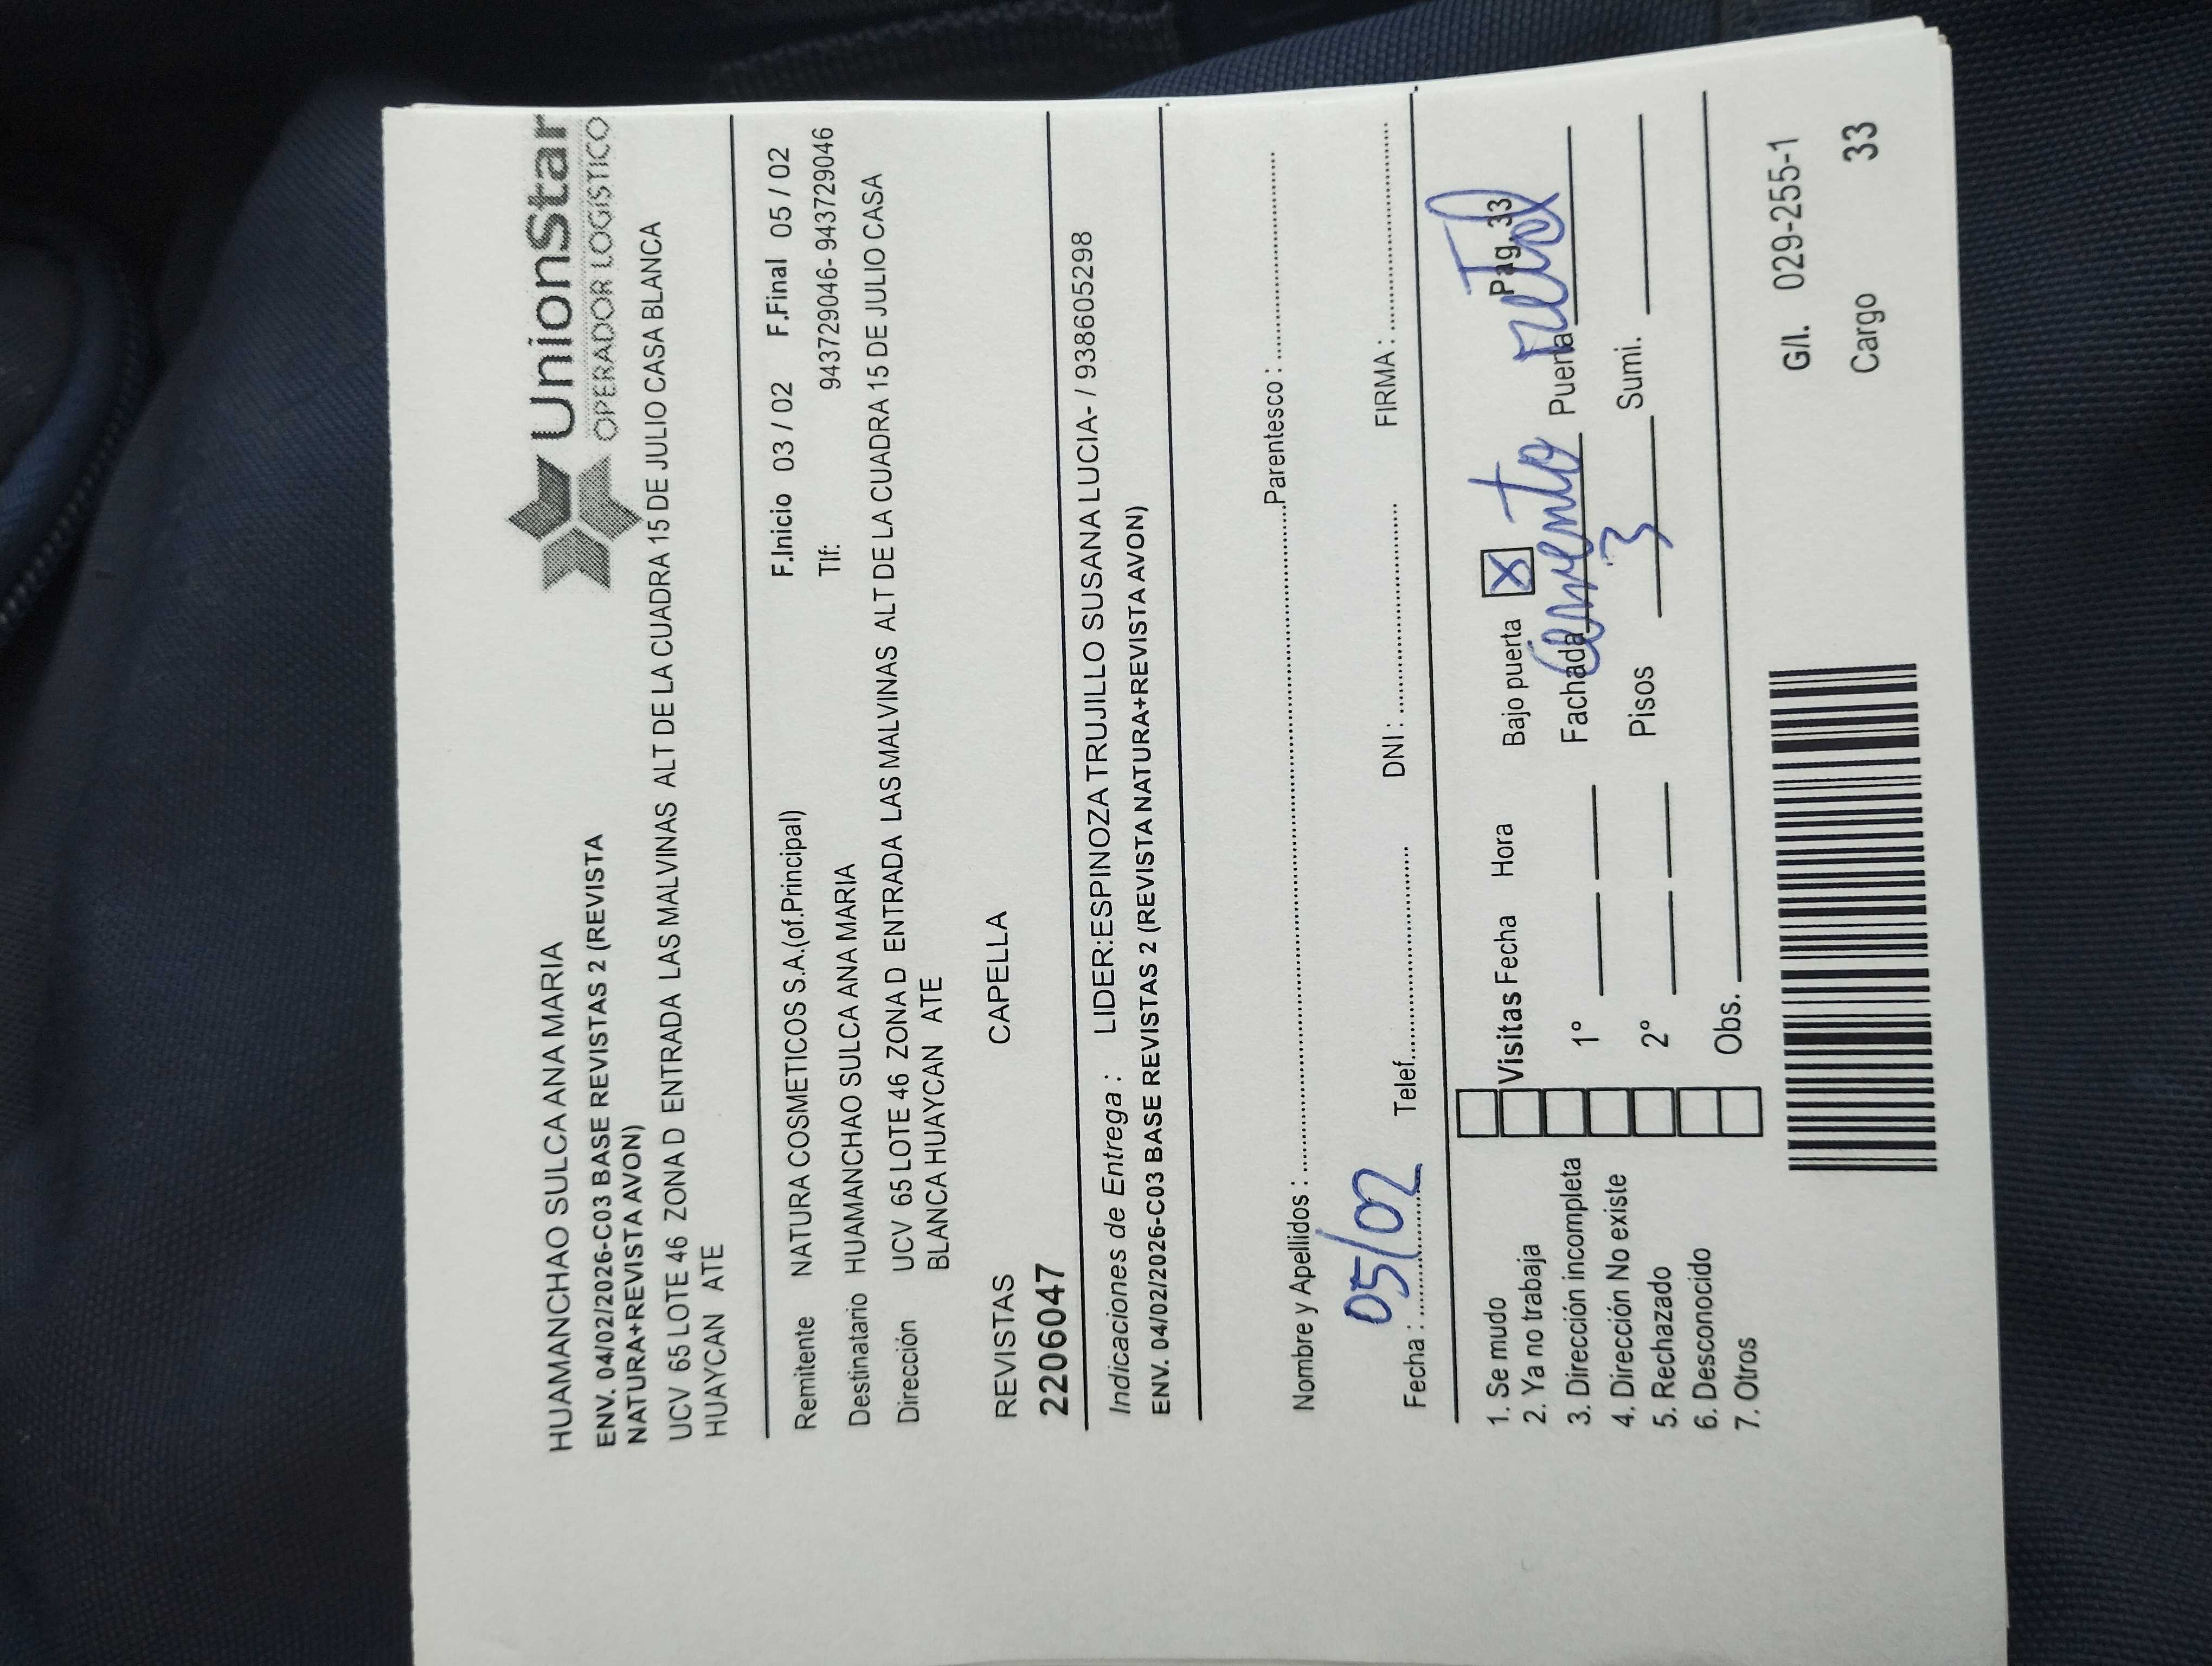 UnionStar
OPERADOR LOGISTICO
HUAMANCHAO SULCA ANA MARIA
ENV. 04/02/2026-C03 BASE REVISTAS 2 (REVISTA
NATURA+REVISTA AVON)
UCV 65 LOTE 46 ZONA D ENTRADA LAS MALVINAS ALT DE LA CUADRA 15 DE JULIO CASA BLANCA
HUAYCAN ATE
F.Inicio 03 / 02 F.Final 05 / 02
Remitente NATURA COSMETICOS S.A.(of.Principal) Tlf: 943729046- 943729046
Destinatario HUAMANCHAO SULCA ANA MARIA
Dirección UCV 65 LOTE 46 ZONA D ENTRADA LAS MALVINAS ALT DE LA CUADRA 15 DE JULIO CASA
BLANCA HUAYCAN ATE
REVISTAS CAPELLA
2206047
Indicaciones de Entrega : LIDER:ESPINOZA TRUJILLO SUSANA LUCIA- / 938605298
ENV. 04/02/2026-C03 BASE REVISTAS 2 (REVISTA NATURA+REVISTA AVON)
Nombre y Apellidos : Parentesco :
Fecha : 05/02 Telef. DNI : FIRMA :
1. Se mudo Visitas Fecha Hora Bajo puerta X Pag. 33
2. Ya no trabaja
3. Dirección incompleta 1° Fachada Cemento Puerta Metal
4. Dirección No existe
5. Rechazado 2° Pisos 3 Sumi.
6. Desconocido
7. Otros Obs.
G/I. 029-255-1
Cargo 33